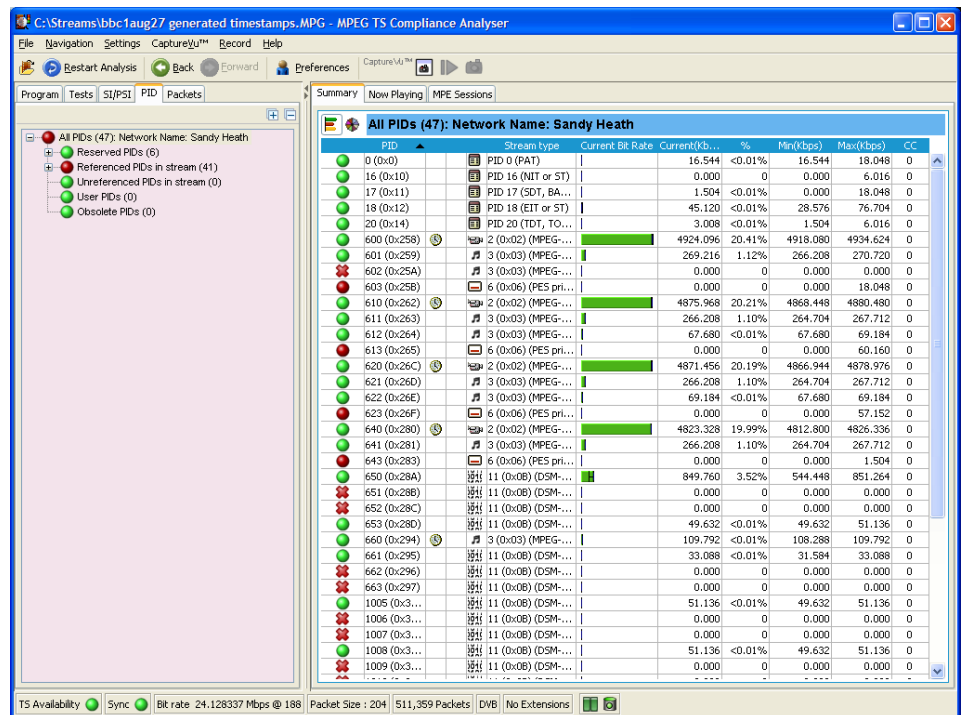 C:\Streams\bbc1aug27 generated timestamps.MPG - MPEG TS Compliance Analyser
File Navigation Settings CaptureVu™ Record Help
Restart Analysis Back Forward Preferences CaptureVu™
Program Tests SI/PSI PID Packets
Summary Now Playing MPE Sessions
All PIDs (47): Network Name: Sandy Heath
Reserved PIDs (6)
Referenced PIDs in stream (41)
Unreferenced PIDs in stream (0)
User PIDs (0)
Obsolete PIDs (0)
All PIDs (47): Network Name: Sandy Heath
PID Stream type Current Bit Rate Current(Kb... % Min(Kbps) Max(Kbps) CC
0 (0x0) PID 0 (PAT) 16.544 <0.01% 16.544 18.048 0
16 (0x10) PID 16 (NIT or ST) 0.000 0 0.000 6.016 0
17 (0x11) PID 17 (SDT, BA... 1.504 <0.01% 0.000 18.048 0
18 (0x12) PID 18 (EIT or ST) 45.120 <0.01% 28.576 76.704 0
20 (0x14) PID 20 (TDT, TO... 3.008 <0.01% 1.504 6.016 0
600 (0x258) 2 (0x02) (MPEG-... 4924.096 20.41% 4918.080 4934.624 0
601 (0x259) 3 (0x03) (MPEG-... 269.216 1.12% 266.208 270.720 0
602 (0x25A) 3 (0x03) (MPEG-... 0.000 0 0.000 0.000 0
603 (0x25B) 6 (0x06) (PES pri... 0.000 0 0.000 18.048 0
610 (0x262) 2 (0x02) (MPEG-... 4875.968 20.21% 4868.448 4880.480 0
611 (0x263) 3 (0x03) (MPEG-... 266.208 1.10% 264.704 267.712 0
612 (0x264) 3 (0x03) (MPEG-... 67.680 <0.01% 67.680 69.184 0
613 (0x265) 6 (0x06) (PES pri... 0.000 0 0.000 60.160 0
620 (0x26C) 2 (0x02) (MPEG-... 4871.456 20.19% 4866.944 4878.976 0
621 (0x26D) 3 (0x03) (MPEG-... 266.208 1.10% 264.704 267.712 0
622 (0x26E) 3 (0x03) (MPEG-... 69.184 <0.01% 67.680 69.184 0
623 (0x26F) 6 (0x06) (PES pri... 0.000 0 0.000 57.152 0
640 (0x280) 2 (0x02) (MPEG-... 4823.328 19.99% 4812.800 4826.336 0
641 (0x281) 3 (0x03) (MPEG-... 266.208 1.10% 264.704 267.712 0
643 (0x283) 6 (0x06) (PES pri... 0.000 0 0.000 1.504 0
650 (0x28A) 11 (0x0B) (DSM-... 849.760 3.52% 544.448 851.264 0
651 (0x28B) 11 (0x0B) (DSM-... 0.000 0 0.000 0.000 0
652 (0x28C) 11 (0x0B) (DSM-... 0.000 0 0.000 0.000 0
653 (0x28D) 11 (0x0B) (DSM-... 49.632 <0.01% 49.632 51.136 0
660 (0x294) 3 (0x03) (MPEG-... 109.792 <0.01% 108.288 109.792 0
661 (0x295) 11 (0x0B) (DSM-... 33.088 <0.01% 31.584 33.088 0
662 (0x296) 11 (0x0B) (DSM-... 0.000 0 0.000 0.000 0
663 (0x297) 11 (0x0B) (DSM-... 0.000 0 0.000 0.000 0
1005 (0x3... 11 (0x0B) (DSM-... 51.136 <0.01% 49.632 51.136 0
1006 (0x3... 11 (0x0B) (DSM-... 0.000 0 0.000 0.000 0
1007 (0x3... 11 (0x0B) (DSM-... 0.000 0 0.000 0.000 0
1008 (0x3... 11 (0x0B) (DSM-... 51.136 <0.01% 49.632 51.136 0
1009 (0x3... 11 (0x0B) (DSM-... 0.000 0 0.000 0.000 0
TS Availability Sync Bit rate 24.128337 Mbps @ 188 Packet Size : 204 511,359 Packets DVB No Extensions